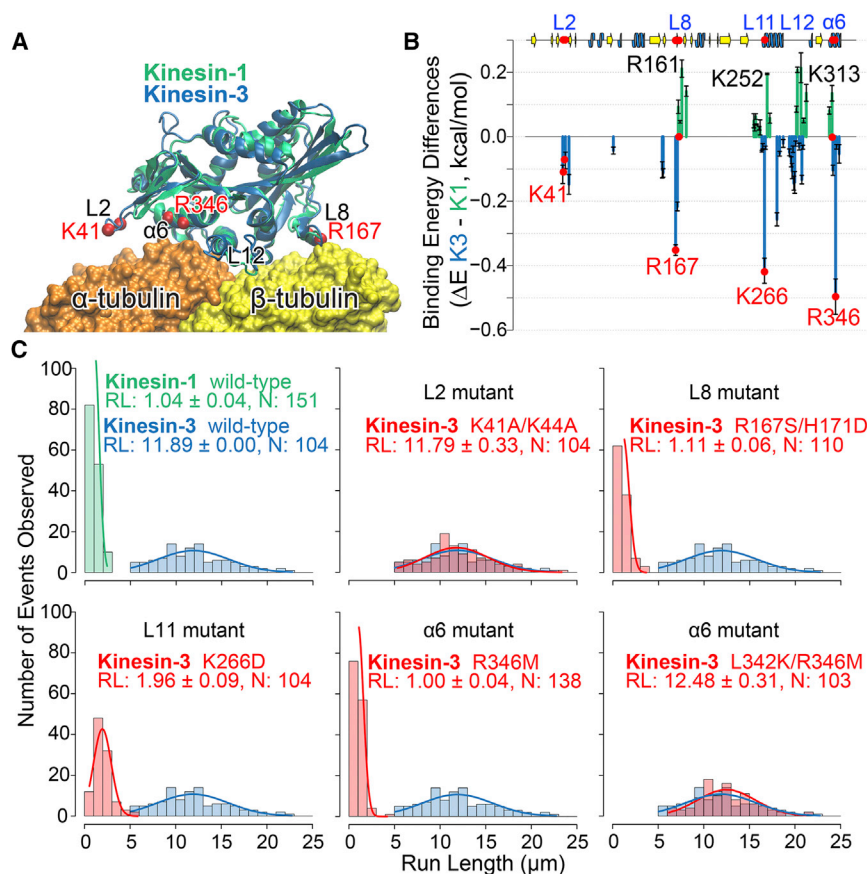 A
Kinesin-1
Kinesin-3
L2
K41
R346
α6
L12
L8
R167
α-tubulin
β-tubulin
B
L2 L8 L11 L12 α6
Binding Energy Differences
(ΔE K3 - K1, kcal/mol)
0.2
0.0
−0.2
−0.4
−0.6
R161
K252
K313
K41
R167
K266
R346
C
Number of Events Observed
100
80
60
40
20
0
Kinesin-1 wild-type
RL: 1.04 ± 0.04, N: 151
Kinesin-3 wild-type
RL: 11.89 ± 0.00, N: 104
L2 mutant
Kinesin-3 K41A/K44A
RL: 11.79 ± 0.33, N: 104
L8 mutant
Kinesin-3 R167S/H171D
RL: 1.11 ± 0.06, N: 110
100
80
60
40
20
0
L11 mutant
Kinesin-3 K266D
RL: 1.96 ± 0.09, N: 104
α6 mutant
Kinesin-3 R346M
RL: 1.00 ± 0.04, N: 138
α6 mutant
Kinesin-3 L342K/R346M
RL: 12.48 ± 0.31, N: 103
0 5 10 15 20 25 0 5 10 15 20 25 0 5 10 15 20 25
Run Length (μm)